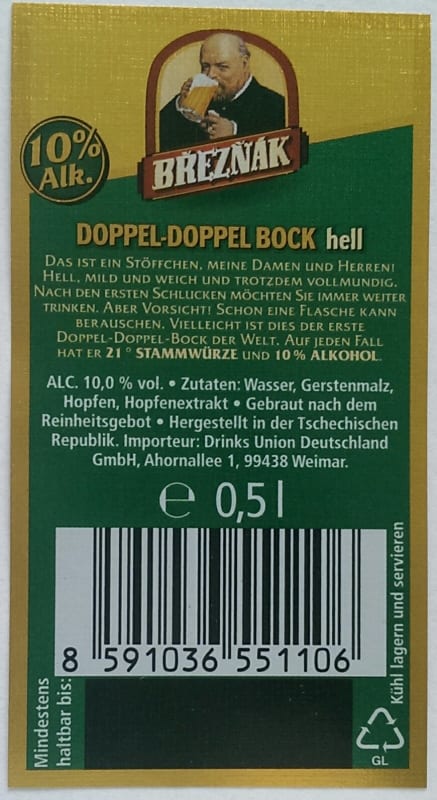 10%
Alk.
BŘEZŇÁK
DOPPEL-DOPPEL BOCK hell
DAS IST EIN STÖFFCHEN, MEINE DAMEN UND HERREN!
HELL, MILD UND WEICH UND TROTZDEM VOLLMUNDIG.
NACH DEN ERSTEN SCHLUCKEN MÖCHTEN SIE IMMER WEITER
TRINKEN. ABER VORSICHT! SCHON EINE FLASCHE KANN
BERAUSCHEN. VIELLEICHT IST DIES DER ERSTE
DOPPEL-DOPPEL-BOCK DER WELT. AUF JEDEN FALL
HAT ER 21° STAMMWÜRZE UND 10% ALKOHOL.
ALC. 10,0 % vol. • Zutaten: Wasser, Gerstenmalz,
Hopfen, Hopfenextrakt • Gebraut nach dem
Reinheitsgebot • Hergestellt in der Tschechischen
Republik. Importeur: Drinks Union Deutschland
GmbH, Ahornallee 1, 99438 Weimar.
℮ 0,5 l
8 591036 551106
Mindestens
haltbar bis:
Kühl lagern und servieren
GL